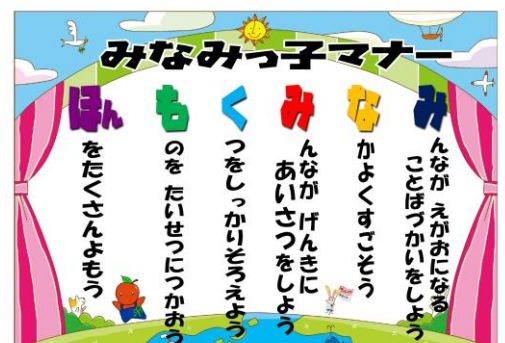 みなみっ子マナー
みんなが えがおになる
ことばづかいをしよう
なかよくすごそう
みんなが げんきに
あいさつをしよう
くつをしっかりそろえよう
ものを たいせつにつかおう
ほんをたくさんよもう